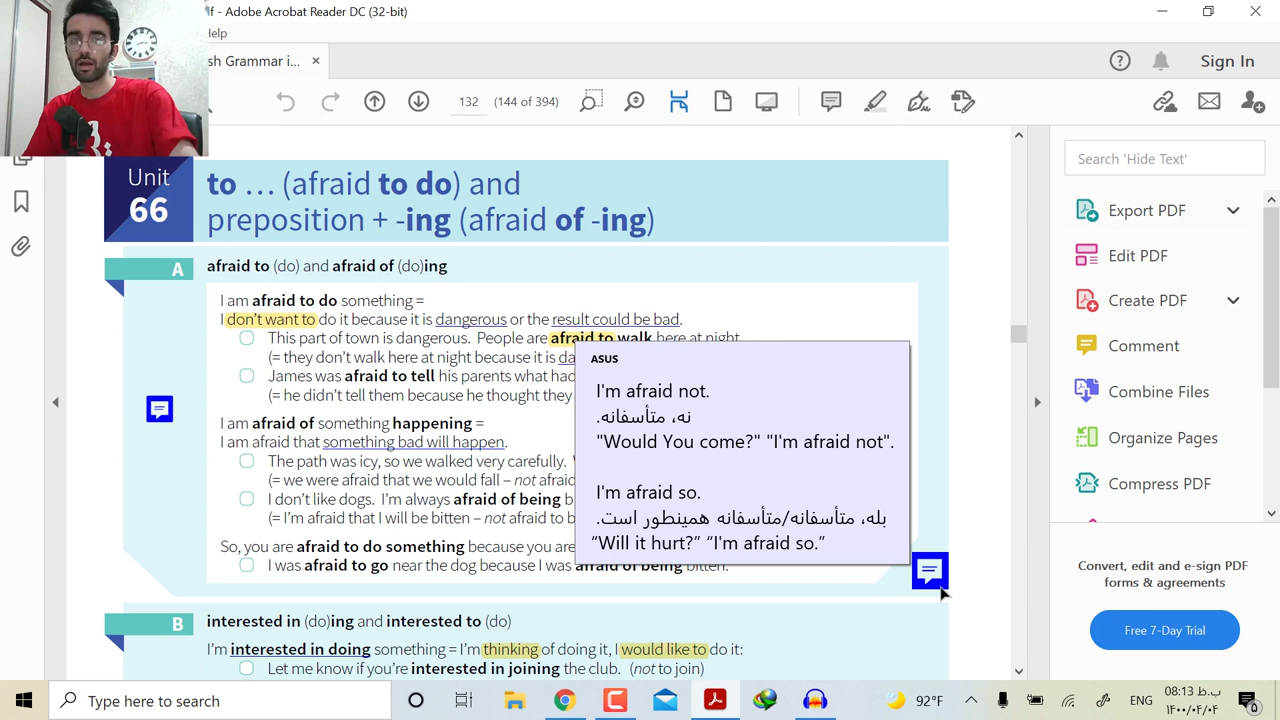 lf - Adobe Acrobat Reader DC (32-bit)
elp
sh Grammar i...
Sign In
132 (144 of 394)
Search 'Hide Text'
Export PDF
Edit PDF
Create PDF
Comment
Combine Files
Organize Pages
Compress PDF
Convert, edit and e-sign PDF
forms & agreements
Free 7-Day Trial
Unit
66
to … (afraid to do) and
preposition + -ing (afraid of -ing)
A
afraid to (do) and afraid of (do)ing
I am afraid to do something =
I don't want to do it because it is dangerous or the result could be bad.
This part of town is dangerous. People are afraid to walk here at night.
(= they don't walk here at night because it is da
James was afraid to tell his parents what had
(= he didn't tell them because he thought they
I am afraid of something happening =
I am afraid that something bad will happen.
The path was icy, so we walked very carefully.
(= we were afraid that we would fall – not afraid
I don't like dogs. I'm always afraid of being b
(= I'm afraid that I will be bitten – not afraid to b
So, you are afraid to do something because you are
I was afraid to go near the dog because I was afraid of being bitten.
ASUS
I'm afraid not.
نه، متأسفانه.
"Would You come?" "I'm afraid not".
I'm afraid so.
بله، متأسفانه/متأسفانه همینطور است.
“Will it hurt?” “I'm afraid so.”
B
interested in (do)ing and interested to (do)
I'm interested in doing something = I'm thinking of doing it, I would like to do it:
Let me know if you're interested in joining the club. (not to join)
Type here to search
92°F
ENG
08:13 ب.ظ
۱۴۰۰/۰۴/۰۴